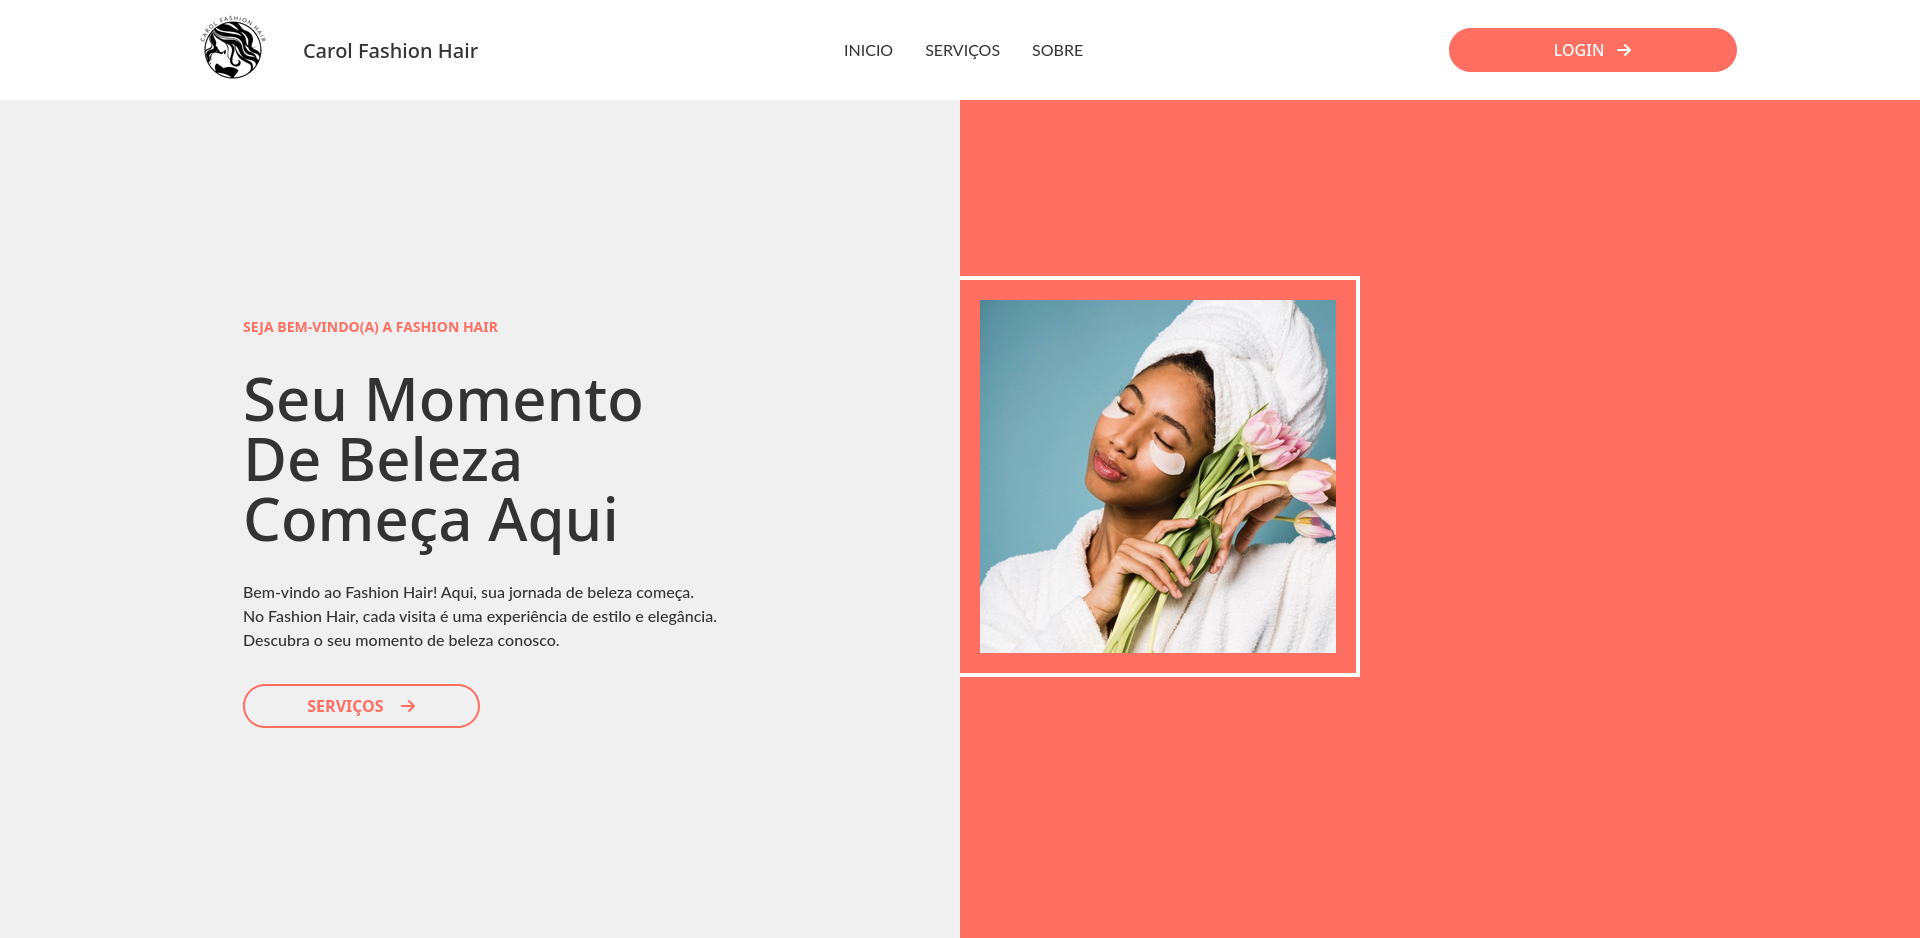 CAROL FASHION HAIR
Carol Fashion Hair
INICIO
SERVIÇOS
SOBRE
LOGIN
SEJA BEM-VINDO(A) A FASHION HAIR
Seu Momento
De Beleza
Começa Aqui
Bem-vindo ao Fashion Hair! Aqui, sua jornada de beleza começa.
No Fashion Hair, cada visita é uma experiência de estilo e elegância.
Descubra o seu momento de beleza conosco.
SERVIÇOS